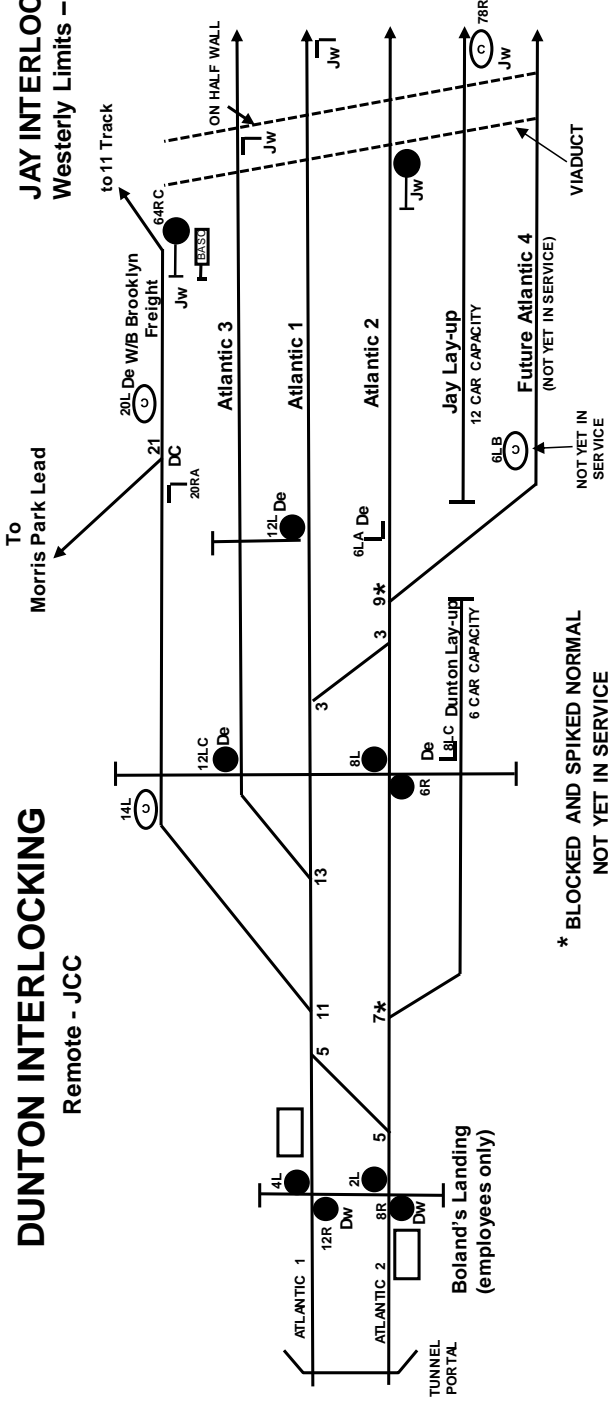 DUNTON INTERLOCKING
Remote - JCC
JAY INTERLOC
Westerly Limits –
To
Morris Park Lead
to 11 Track
ON HALF WALL
Jw
78R
C
Jw
Jw
Jw
64RC
BASO
Jw
W/B Brooklyn
Freight
20L De
21
DC
20RA
14L
12LC
De
Atlantic 3
Atlantic 1
Atlantic 2
12L De
6LA De
3
3
9*
6LB
Jay Lay-up
12 CAR CAPACITY
Future Atlantic 4
(NOT YET IN SERVICE)
VIADUCT
NOT YET IN
SERVICE
8L
6R
De
8LC
Dunton Lay-up
6 CAR CAPACITY
13
11
5
7*
5
4L
2L
12R
Dw
8R
Dw
ATLANTIC 1
ATLANTIC 2
TUNNEL
PORTAL
Boland's Landing
(employees only)
* BLOCKED AND SPIKED NORMAL
NOT YET IN SERVICE